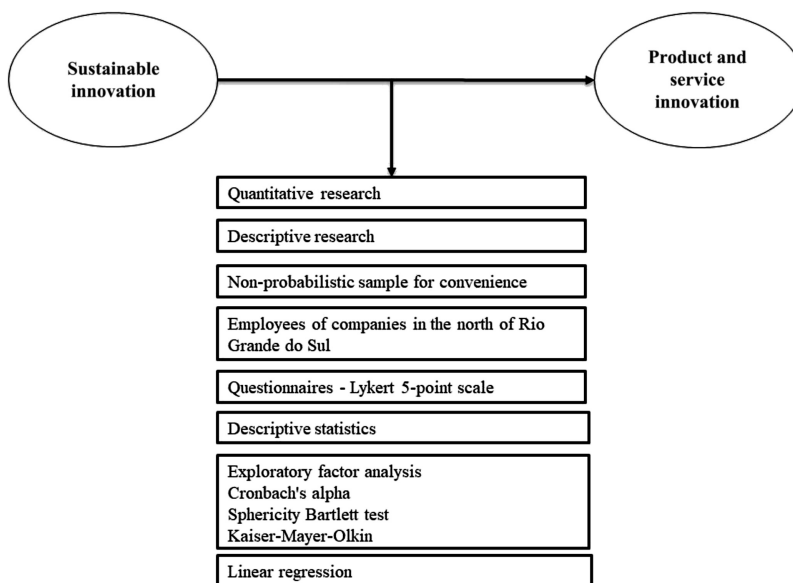 Sustainable
innovation
Product and
service
innovation
Quantitative research
Descriptive research
Non-probabilistic sample for convenience
Employees of companies in the north of Rio
Grande do Sul
Questionnaires - Lykert 5-point scale
Descriptive statistics
Exploratory factor analysis
Cronbach's alpha
Sphericity Bartlett test
Kaiser-Mayer-Olkin
Linear regression